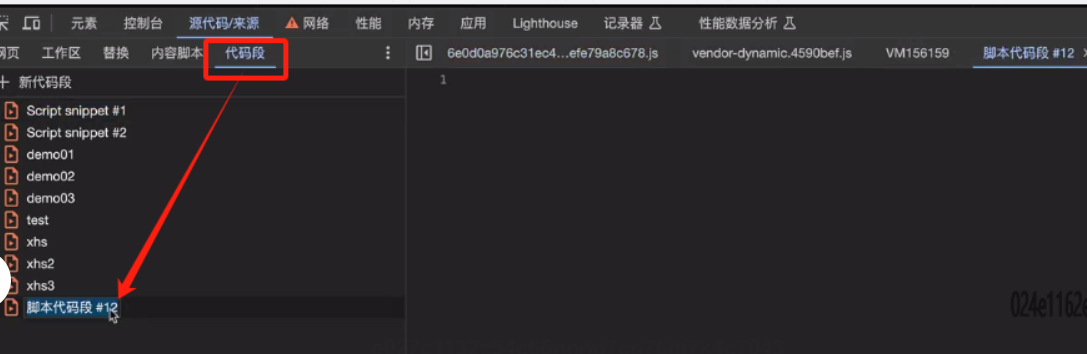 元素 控制台 源代码/来源 网络 性能 内存 应用 Lighthouse 记录器 性能数据分析
网页 工作区 替换 内容脚本 代码段 6e0d0a976c31ec4...efe79a8c678.js vendor-dynamic.4590bef.js VM156159 脚本代码段 #12 ×
+ 新代码段
1
Script snippet #1
Script snippet #2
demo01
demo02
demo03
test
xhs
xhs2
xhs3
脚本代码段 #12
024e1162